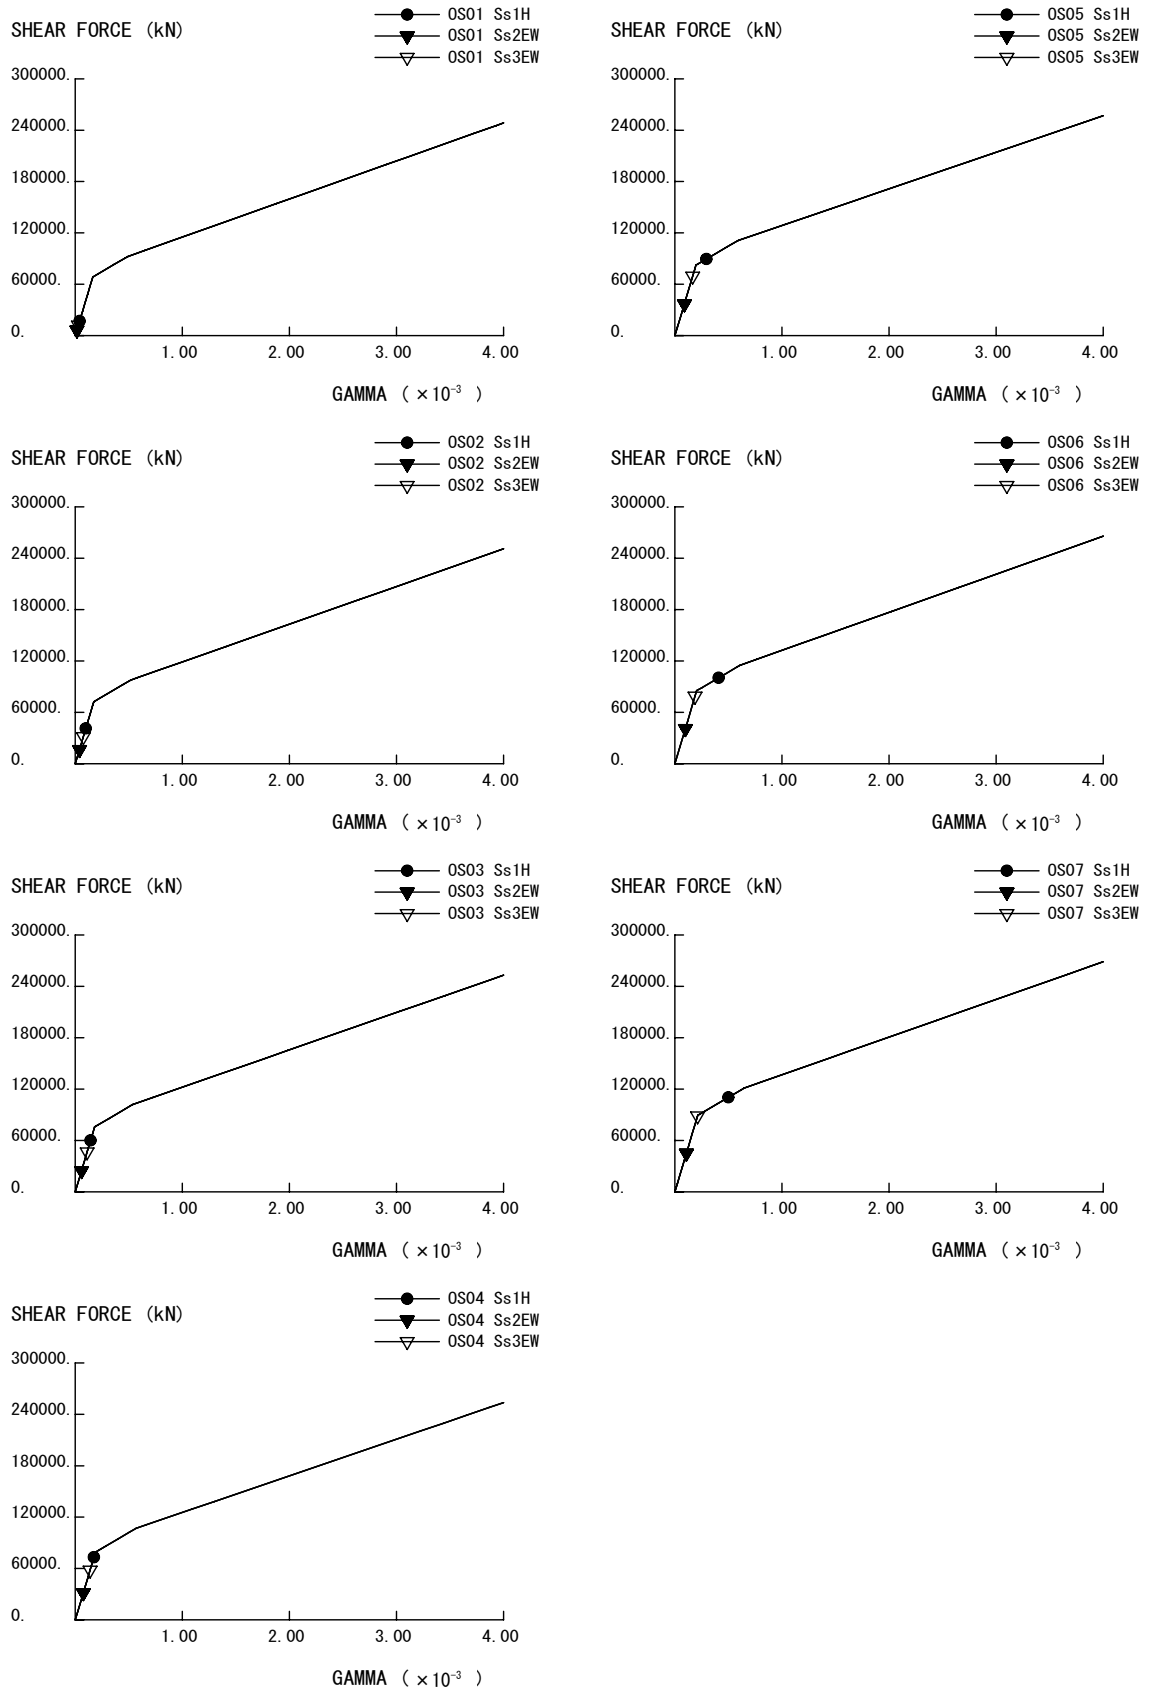 SHEAR FORCE (kN)
OS01 Ss1H
OS01 Ss2EW
OS01 Ss3EW
300000.
240000.
180000.
120000.
60000.
0.
1.00 2.00 3.00 4.00
GAMMA ( ×10⁻³ )
SHEAR FORCE (kN)
OS05 Ss1H
OS05 Ss2EW
OS05 Ss3EW
300000.
240000.
180000.
120000.
60000.
0.
1.00 2.00 3.00 4.00
GAMMA ( ×10⁻³ )
SHEAR FORCE (kN)
OS02 Ss1H
OS02 Ss2EW
OS02 Ss3EW
300000.
240000.
180000.
120000.
60000.
0.
1.00 2.00 3.00 4.00
GAMMA ( ×10⁻³ )
SHEAR FORCE (kN)
OS06 Ss1H
OS06 Ss2EW
OS06 Ss3EW
300000.
240000.
180000.
120000.
60000.
0.
1.00 2.00 3.00 4.00
GAMMA ( ×10⁻³ )
SHEAR FORCE (kN)
OS03 Ss1H
OS03 Ss2EW
OS03 Ss3EW
300000.
240000.
180000.
120000.
60000.
0.
1.00 2.00 3.00 4.00
GAMMA ( ×10⁻³ )
SHEAR FORCE (kN)
OS07 Ss1H
OS07 Ss2EW
OS07 Ss3EW
300000.
240000.
180000.
120000.
60000.
0.
1.00 2.00 3.00 4.00
GAMMA ( ×10⁻³ )
SHEAR FORCE (kN)
OS04 Ss1H
OS04 Ss2EW
OS04 Ss3EW
300000.
240000.
180000.
120000.
60000.
0.
1.00 2.00 3.00 4.00
GAMMA ( ×10⁻³ )